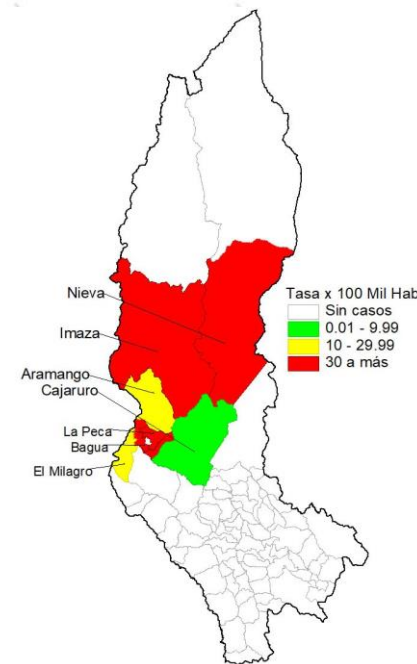 Nieva
Imaza
Aramango
Cajaruro
La Peca
Bagua
El Milagro
Tasa x 100 Mil Hab
Sin casos
0.01 - 9.99
10 - 29.99
30 a más